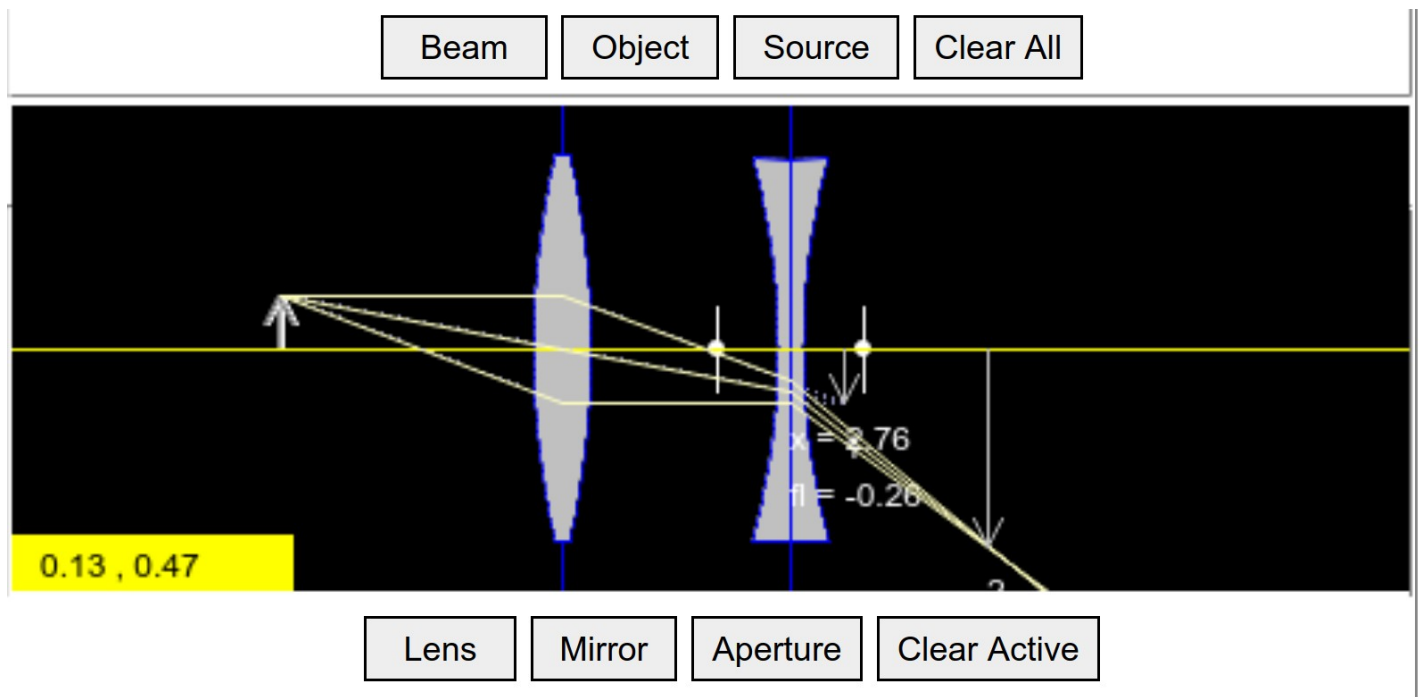 Beam Object Source Clear All
x = 2.76
fl = -0.26
0.13 , 0.47
Lens Mirror Aperture Clear Active